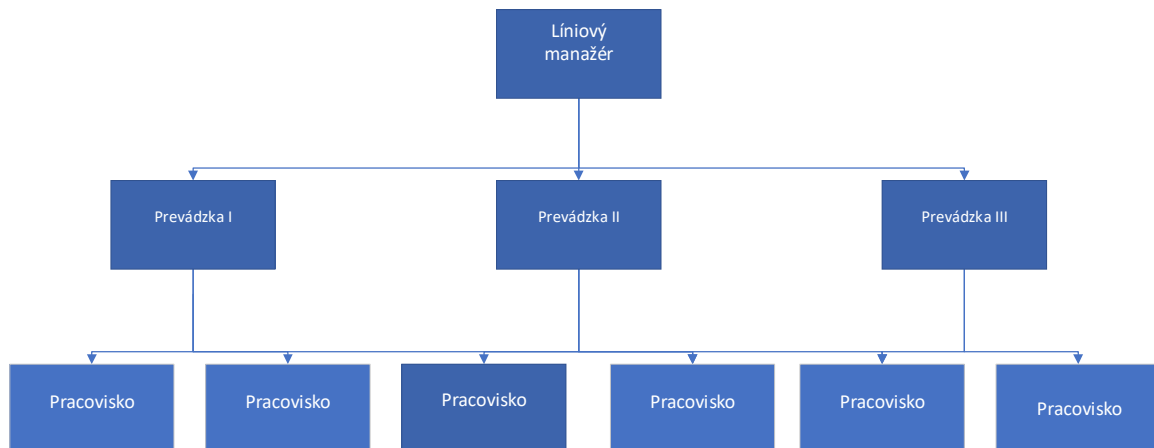 Líniový
manažér
Prevádzka I
Prevádzka II
Prevádzka III
Pracovisko
Pracovisko
Pracovisko
Pracovisko
Pracovisko
Pracovisko